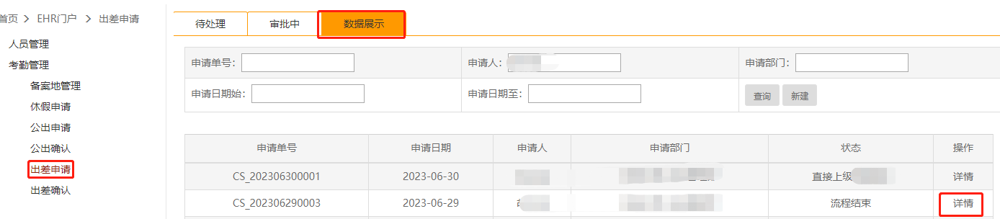 首页 > EHR门户 > 出差申请
人员管理
考勤管理
备案地管理
休假申请
公出申请
公出确认
出差申请
出差确认
待处理 审批中 数据展示
申请单号: 申请人: 申请部门:
申请日期始: 申请日期至: 查询 新建
申请单号 申请日期 申请人 申请部门 状态 操作
CS_202306300001 2023-06-30 直接上级 详情
CS_202306290003 2023-06-29 流程结束 详情